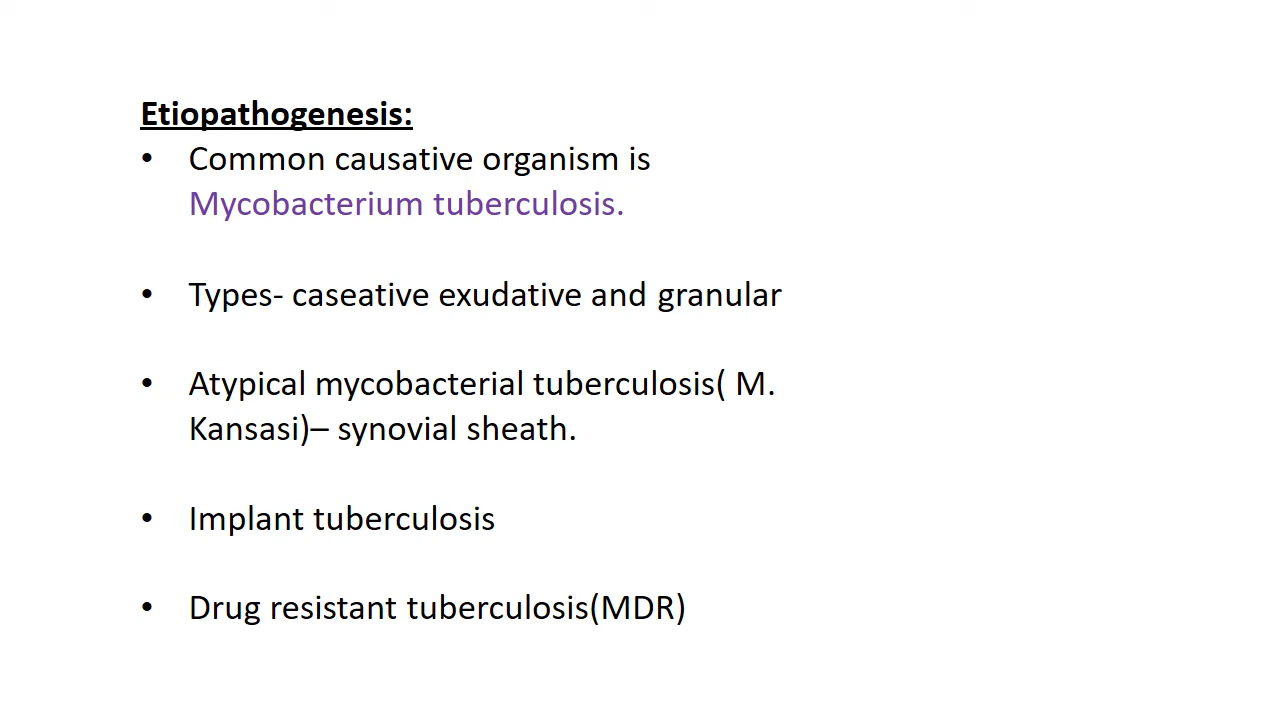 Etiopathogenesis:
• Common causative organism is
Mycobacterium tuberculosis.
• Types- caseative exudative and granular
• Atypical mycobacterial tuberculosis( M.
Kansasi)– synovial sheath.
• Implant tuberculosis
• Drug resistant tuberculosis(MDR)